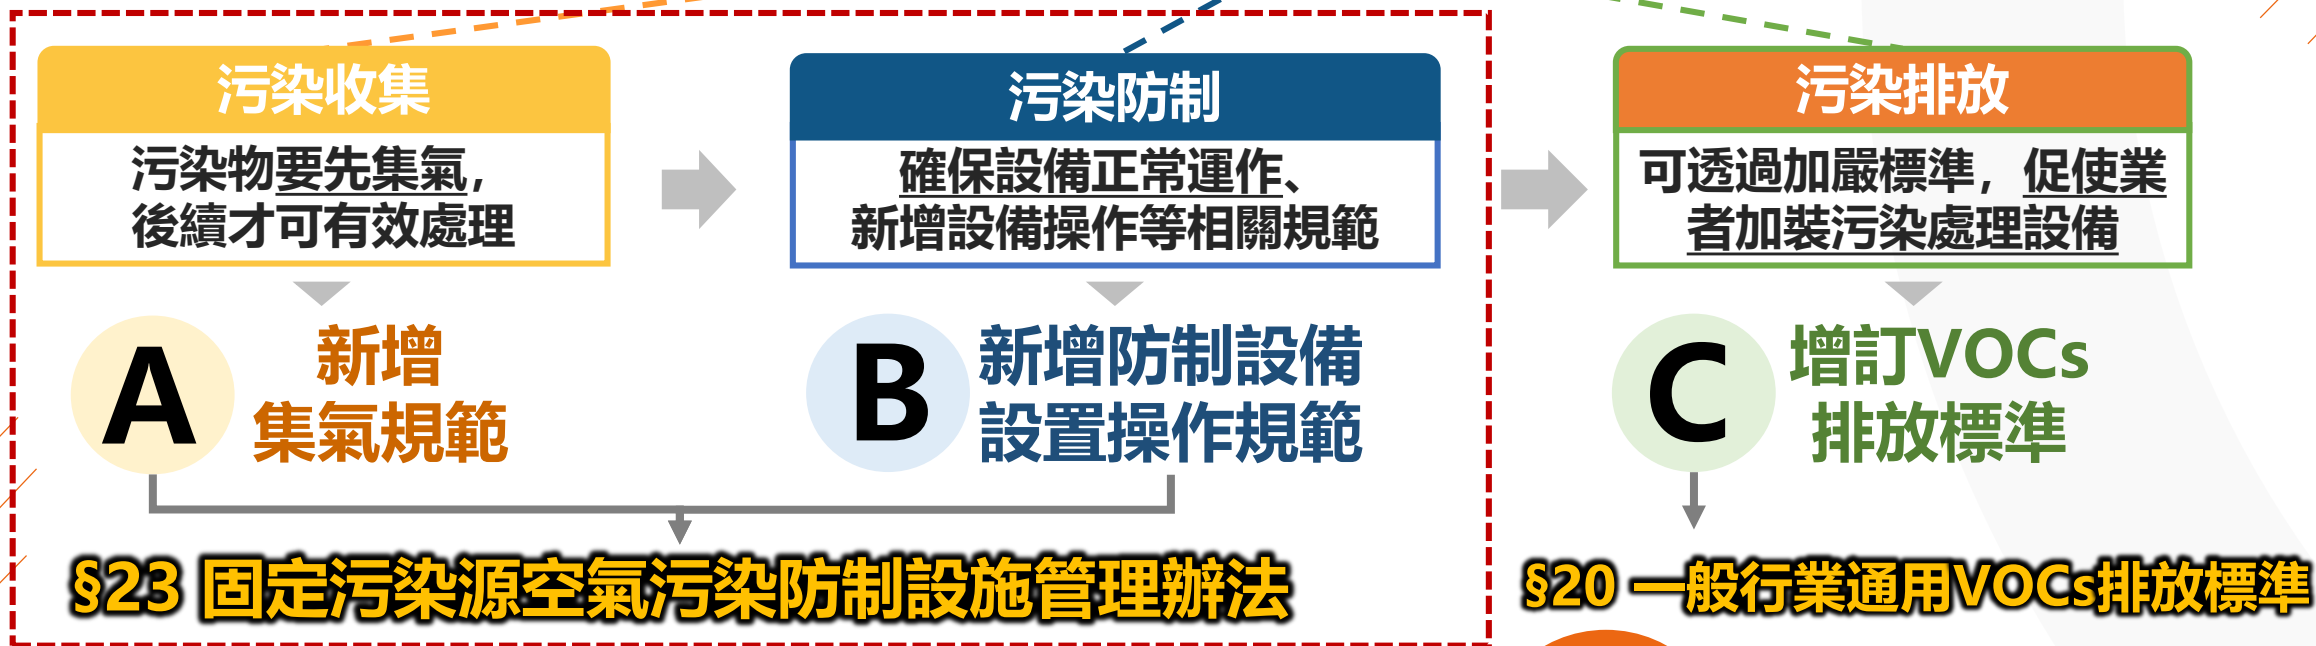 污染收集
污染物要先集氣,
後續才可有效處理
A
新增
集氣規範
污染防制
確保設備正常運作、
新增設備操作等相關規範
B
新增防制設備
設置操作規範
§23 固定污染源空氣污染防制設施管理辦法
污染排放
可透過加嚴標準，促使業
者加裝污染處理設備
C
增訂VOCs
排放標準
§20 一般行業通用VOCs排放標準